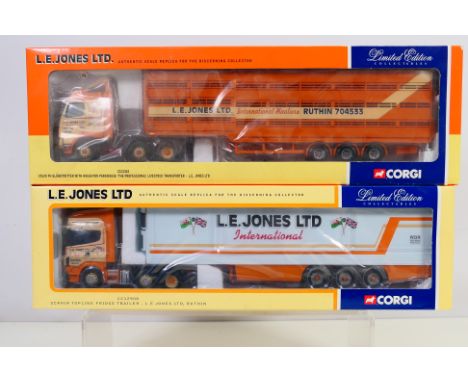 L.E.JONES LTD. AUTHENTIC SCALE REPLICA FOR THE DISCERNING COLLECTOR
Limited Edition
COLLECTABLES
L.E. JONES LTD. International Hauliers RUTHIN 704533
CORGI
L.E. JONES LTD AUTHENTIC SCALE REPLICA FOR THE DISCERNING COLLECTOR
Limited Edition
COLLECTABLES
L.E.JONES LTD
International
CORGI
SCANIA TOPLINE FRIDGE TRAILER - L.E JONES LTD, RUTHIN